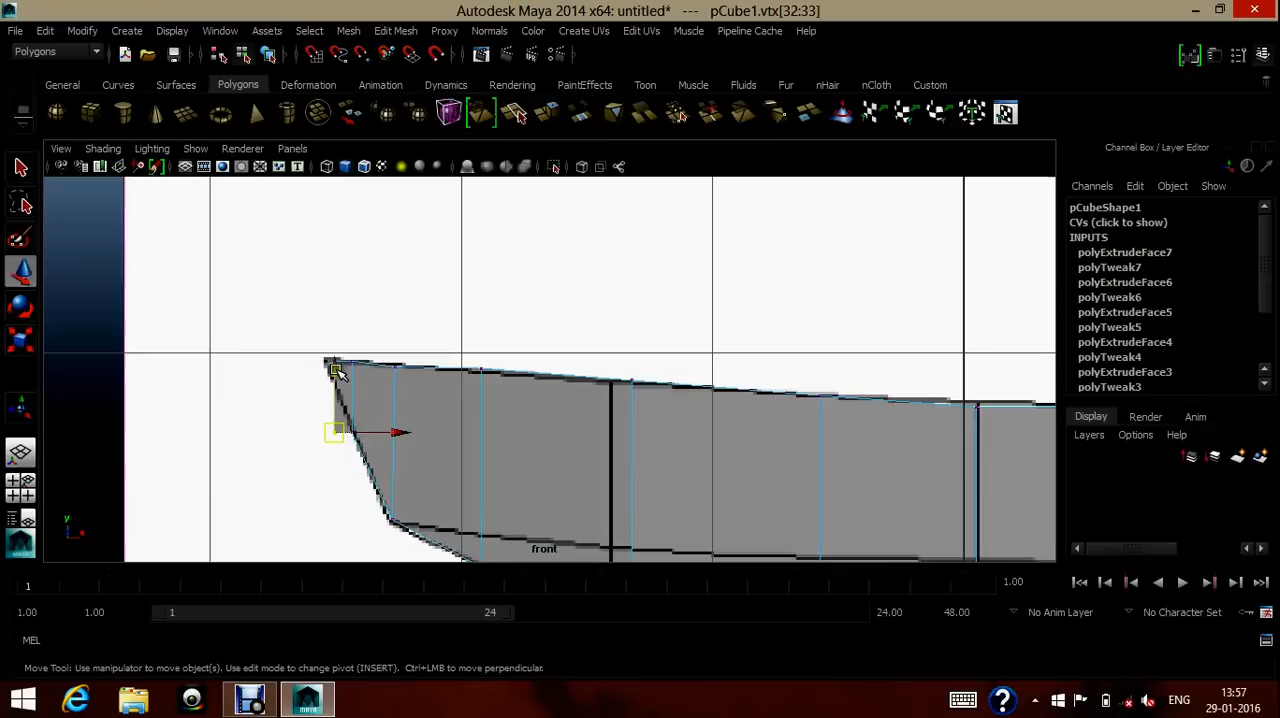 Autodesk Maya 2014 x64: untitled* --- pCube1.vtx[32:33]
File Edit Modify Create Display Window Assets Select Mesh Edit Mesh Proxy Normals Color Create UVs Edit UVs Muscle Pipeline Cache Help
Polygons
General Curves Surfaces Polygons Deformation Animation Dynamics Rendering PaintEffects Toon Muscle Fluids Fur nHair nCloth Custom
View Shading Lighting Show Renderer Panels
Channel Box / Layer Editor
Channels Edit Object Show
pCubeShape1
CVs (click to show)
INPUTS
polyExtrudeFace7
polyTweak7
polyExtrudeFace6
polyTweak6
polyExtrudeFace5
polyTweak5
polyExtrudeFace4
polyTweak4
polyExtrudeFace3
polyTweak3
Display Render Anim
Layers Options Help
y
x
front
1
1.00
1.00 1.00 1 24 24.00 48.00 No Anim Layer No Character Set
MEL
Move Tool: Use manipulator to move object(s). Use edit mode to change pivot (INSERT). Ctrl+LMB to move perpendicular.
ENG
13:57
29-01-2016